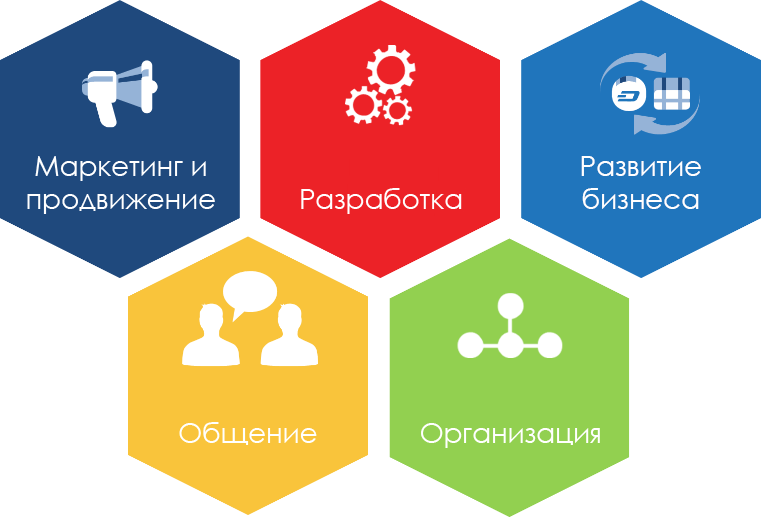 Маркетинг и
продвижение
Разработка
Развитие
бизнеса
Общение
Организация